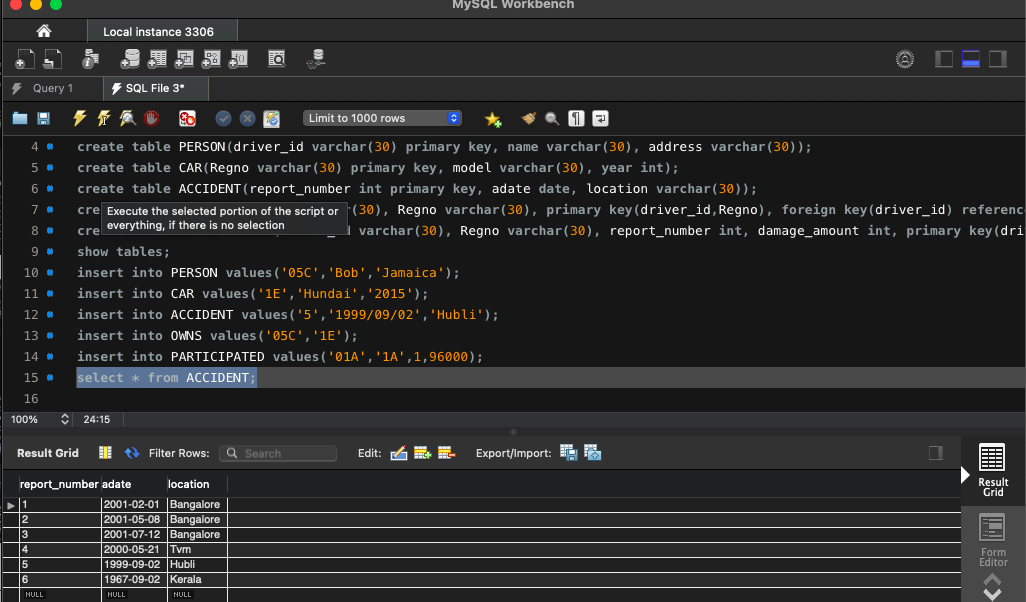 MySQL Workbench
Local instance 3306
Query 1
SQL File 3*
Limit to 1000 rows
4 create table PERSON(driver_id varchar(30) primary key, name varchar(30), address varchar(30));
5 create table CAR(Regno varchar(30) primary key, model varchar(30), year int);
6 create table ACCIDENT(report_number int primary key, adate date, location varchar(30));
7 cre (30), Regno varchar(30), primary key(driver_id,Regno), foreign key(driver_id) referenc
Execute the selected portion of the script or
everything, if there is no selection
8 cre d varchar(30), Regno varchar(30), report_number int, damage_amount int, primary key(dri
9 show tables;
10 insert into PERSON values('05C','Bob','Jamaica');
11 insert into CAR values('1E','Hundai','2015');
12 insert into ACCIDENT values('5','1999/09/02','Hubli');
13 insert into OWNS values('05C','1E');
14 insert into PARTICIPATED values('01A','1A',1,96000);
15 select * from ACCIDENT;
16
100% 24:15
Result Grid Filter Rows: Search Edit: Export/Import:
report_number adate location
1 2001-02-01 Bangalore
2 2001-05-08 Bangalore
3 2001-07-12 Bangalore
4 2000-05-21 Tvm
5 1999-09-02 Hubli
6 1967-09-02 Kerala
NULL NULL NULL
Result
Grid
Form
Editor